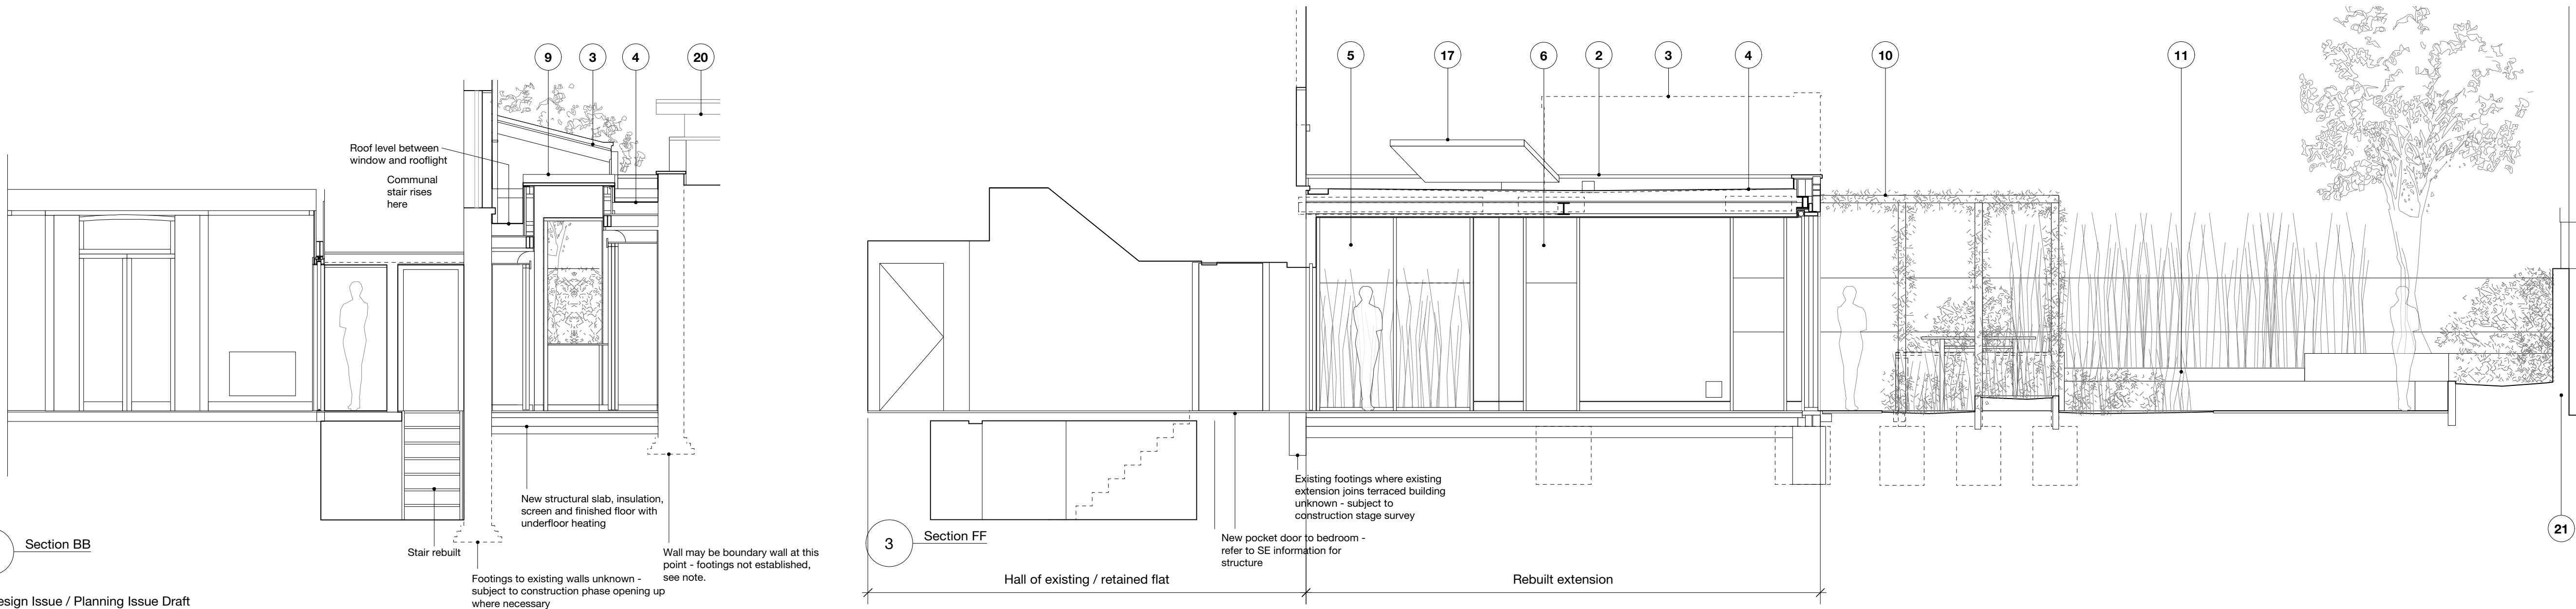 9
3
4
20
Roof level between
window and rooflight
Communal
stair rises
here
New structural slab, insulation,
screen and finished floor with
underfloor heating
Section BB
Stair rebuilt
Wall may be boundary wall at this
point - footings not established,
see note.
Footings to existing walls unknown -
subject to construction phase opening up
where necessary
esign Issue / Planning Issue Draft
5
17
6
2
3
4
10
11
Existing footings where existing
extension joins terraced building
unknown - subject to
construction stage survey
3
Section FF
New pocket door to bedroom -
refer to SE information for
structure
Hall of existing / retained flat
Rebuilt extension
21